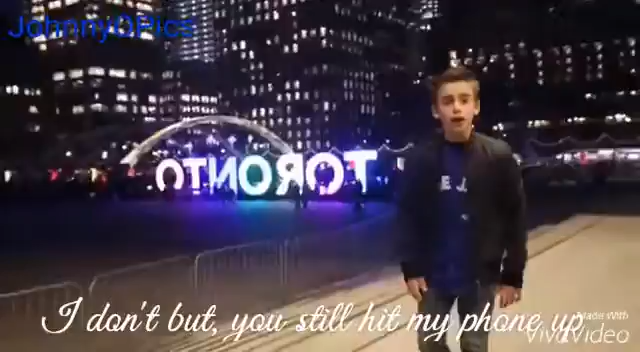 JohnnyOPics
TORONTO
E J
I don't but, you still hit my phone up
Made With
VivaVideo